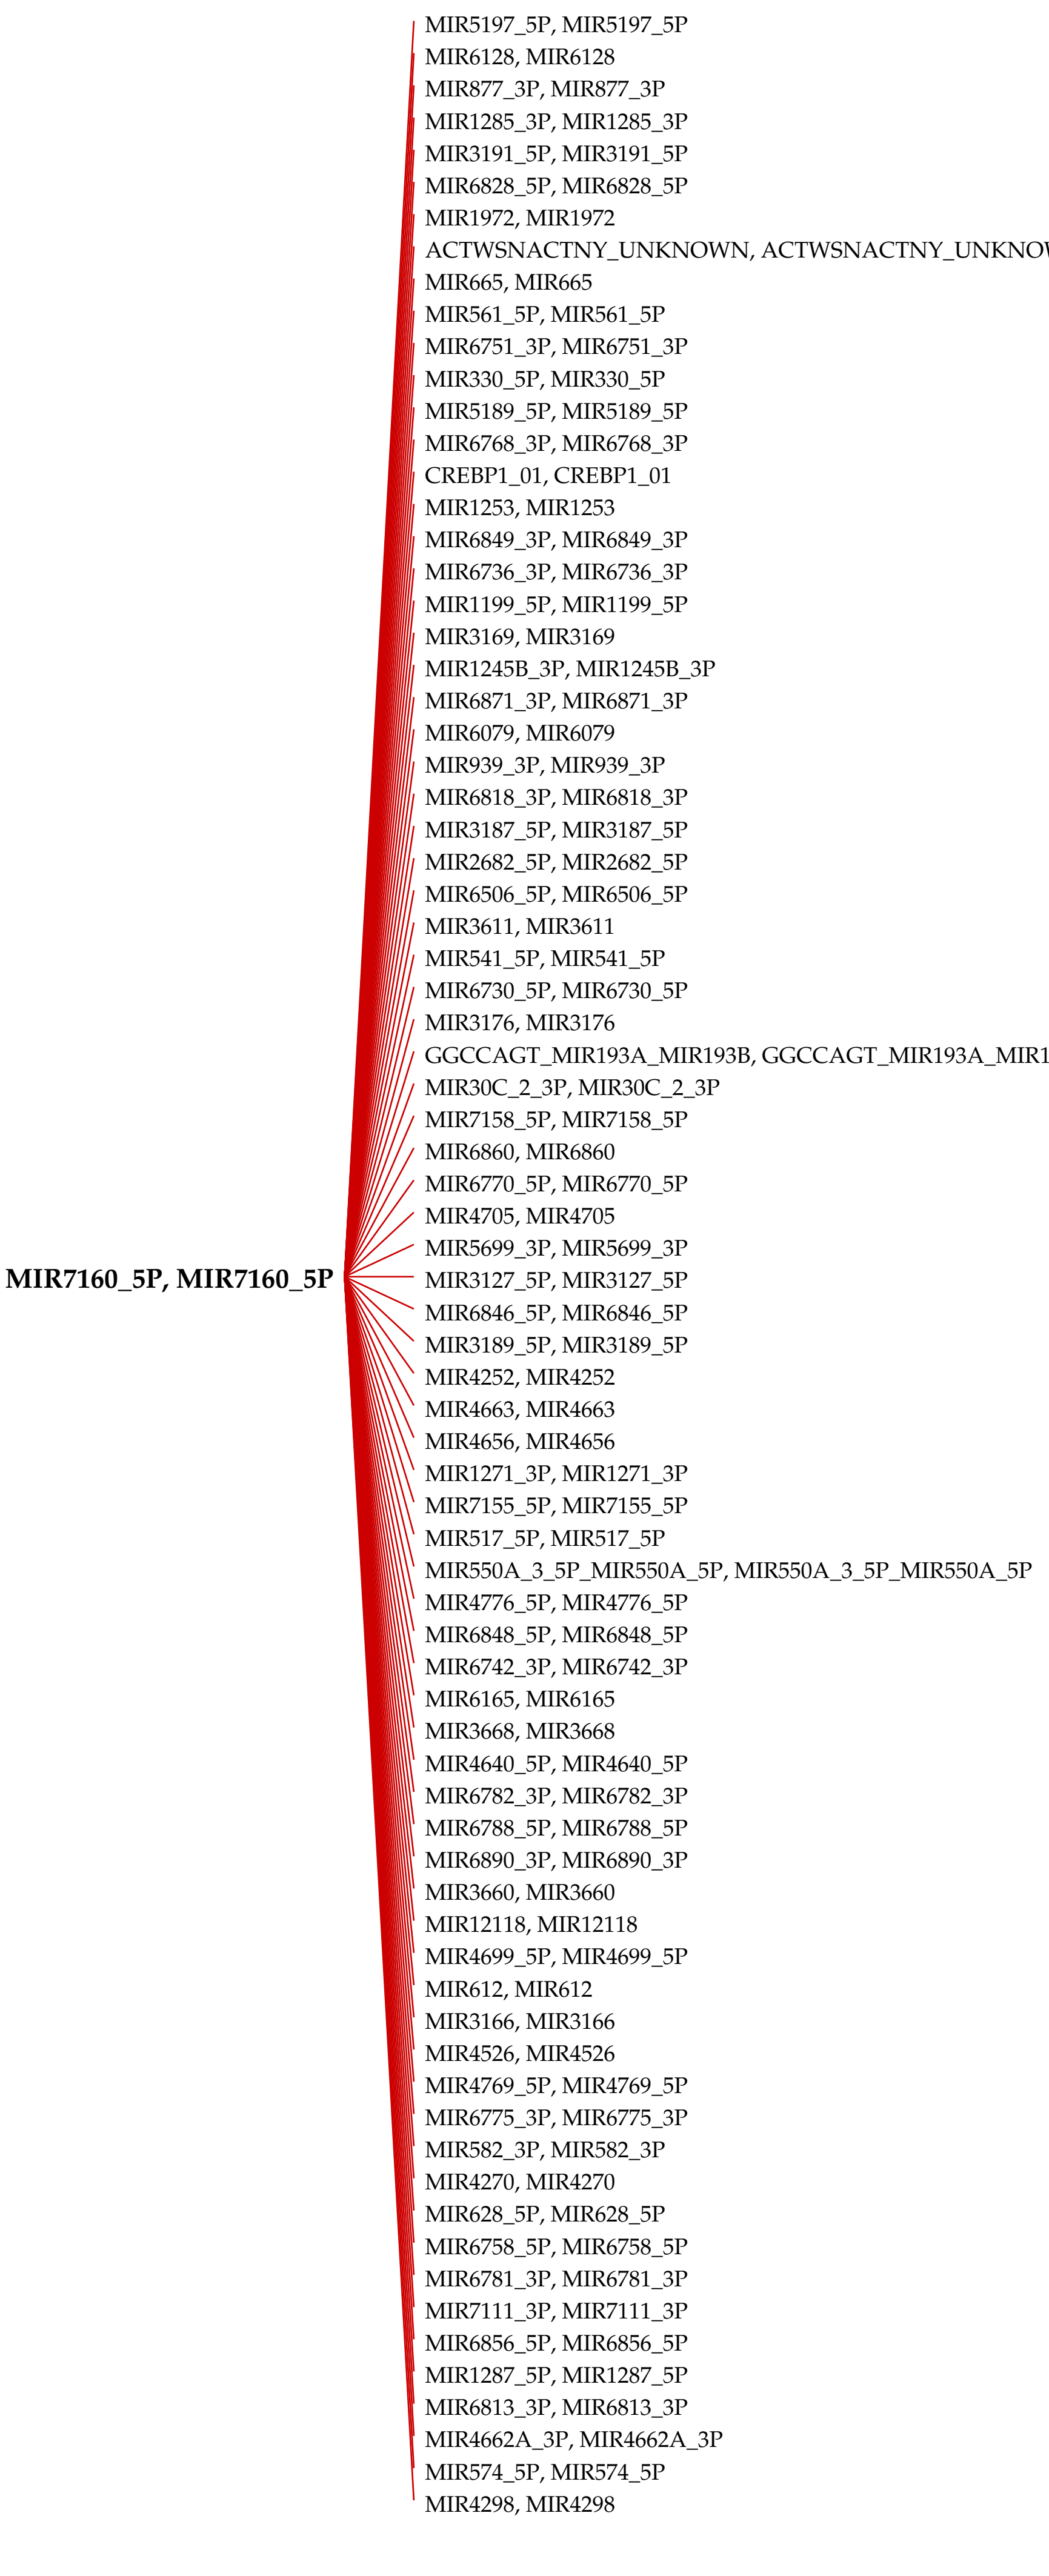 MIR5197_5P, MIR5197_5P
MIR6128, MIR6128
MIR877_3P, MIR877_3P
MIR1285_3P, MIR1285_3P
MIR3191_5P, MIR3191_5P
MIR6828_5P, MIR6828_5P
MIR1972, MIR1972
ACTWSNACTNY_UNKNOWN, ACTWSNACTNY_UNKNO
MIR665, MIR665
MIR561_5P, MIR561_5P
MIR6751_3P, MIR6751_3P
MIR330_5P, MIR330_5P
MIR5189_5P, MIR5189_5P
MIR6768_3P, MIR6768_3P
CREBP1_01, CREBP1_01
MIR1253, MIR1253
MIR6849_3P, MIR6849_3P
MIR6736_3P, MIR6736_3P
MIR1199_5P, MIR1199_5P
MIR3169, MIR3169
MIR1245B_3P, MIR1245B_3P
MIR6871_3P, MIR6871_3P
MIR6079, MIR6079
MIR939_3P, MIR939_3P
MIR6818_3P, MIR6818_3P
MIR3187_5P, MIR3187_5P
MIR2682_5P, MIR2682_5P
MIR6506_5P, MIR6506_5P
MIR3611, MIR3611
MIR541_5P, MIR541_5P
MIR6730_5P, MIR6730_5P
MIR3176, MIR3176
GGCCAGT_MIR193A_MIR193B, GGCCAGT_MIR193A_MIR1
MIR30C_2_3P, MIR30C_2_3P
MIR7158_5P, MIR7158_5P
MIR6860, MIR6860
MIR6770_5P, MIR6770_5P
MIR4705, MIR4705
MIR5699_3P, MIR5699_3P
MIR7160_5P, MIR7160_5P
MIR3127_5P, MIR3127_5P
MIR6846_5P, MIR6846_5P
MIR3189_5P, MIR3189_5P
MIR4252, MIR4252
MIR4663, MIR4663
MIR4656, MIR4656
MIR1271_3P, MIR1271_3P
MIR7155_5P, MIR7155_5P
MIR517_5P, MIR517_5P
MIR550A_3_5P_MIR550A_5P, MIR550A_3_5P_MIR550A_5P
MIR4776_5P, MIR4776_5P
MIR6848_5P, MIR6848_5P
MIR6742_3P, MIR6742_3P
MIR6165, MIR6165
MIR3668, MIR3668
MIR4640_5P, MIR4640_5P
MIR6782_3P, MIR6782_3P
MIR6788_5P, MIR6788_5P
MIR6890_3P, MIR6890_3P
MIR3660, MIR3660
MIR12118, MIR12118
MIR4699_5P, MIR4699_5P
MIR612, MIR612
MIR3166, MIR3166
MIR4526, MIR4526
MIR4769_5P, MIR4769_5P
MIR6775_3P, MIR6775_3P
MIR582_3P, MIR582_3P
MIR4270, MIR4270
MIR628_5P, MIR628_5P
MIR6758_5P, MIR6758_5P
MIR6781_3P, MIR6781_3P
MIR7111_3P, MIR7111_3P
MIR6856_5P, MIR6856_5P
MIR1287_5P, MIR1287_5P
MIR6813_3P, MIR6813_3P
MIR4662A_3P, MIR4662A_3P
MIR574_5P, MIR574_5P
MIR4298, MIR4298